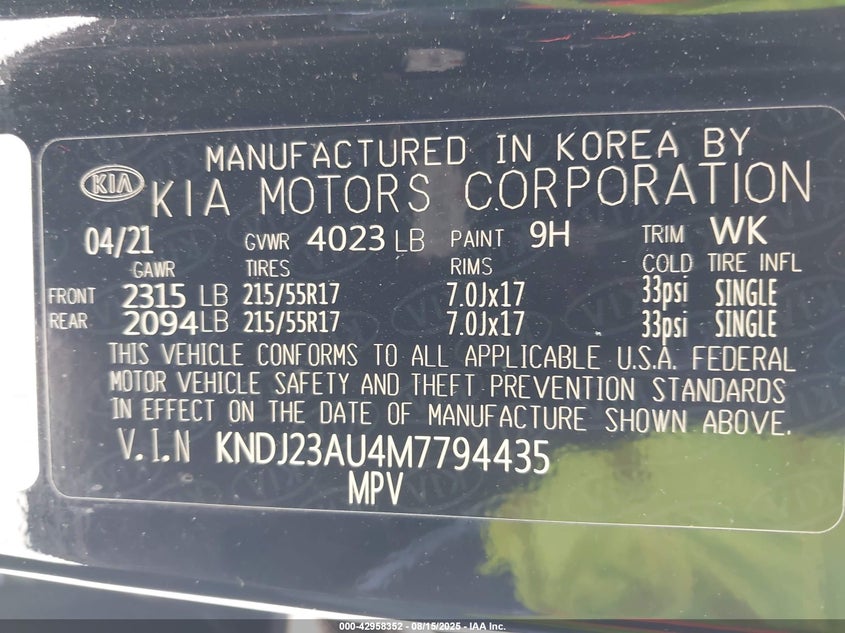 MANUFACTURED IN KOREA BY
KIA KIA MOTORS CORPORATION
04/21 GVWR 4023 LB PAINT 9H TRIM WK
GAWR TIRES RIMS COLD TIRE INFL
FRONT 2315 LB 215/55R17 7.0Jx17 33psi SINGLE
REAR 2094 LB 215/55R17 7.0Jx17 33psi SINGLE
THIS VEHICLE CONFORMS TO ALL APPLICABLE U.S.A. FEDERAL
MOTOR VEHICLE SAFETY AND THEFT PREVENTION STANDARDS
IN EFFECT ON THE DATE OF MANUFACTURE SHOWN ABOVE.
V.I.N KNDJ23AU4M7794435
MPV
000-42958352 - 08/15/2025 - IAA Inc.